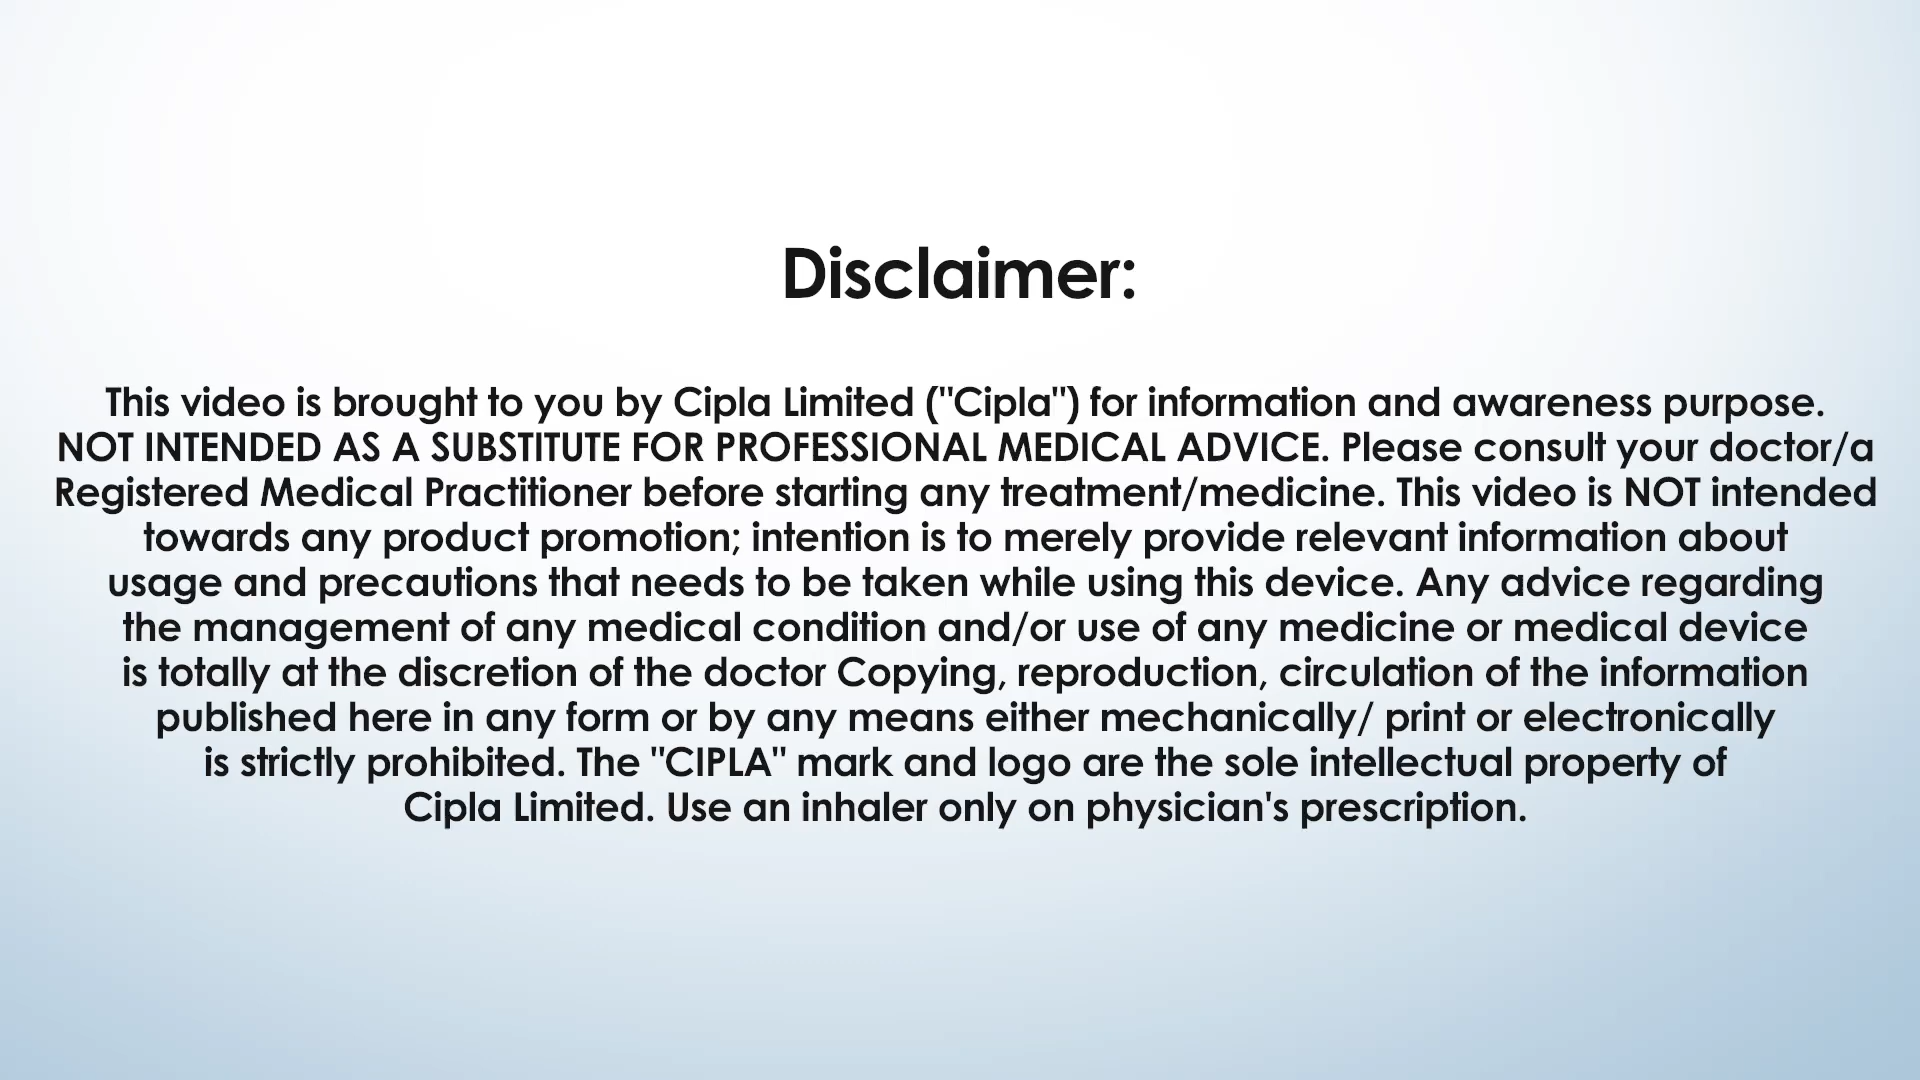 Disclaimer:
This video is brought to you by Cipla Limited ("Cipla") for information and awareness purpose.
NOT INTENDED AS A SUBSTITUTE FOR PROFESSIONAL MEDICAL ADVICE. Please consult your doctor/a
Registered Medical Practitioner before starting any treatment/medicine. This video is NOT intended
towards any product promotion; intention is to merely provide relevant information about
usage and precautions that needs to be taken while using this device. Any advice regarding
the management of any medical condition and/or use of any medicine or medical device
is totally at the discretion of the doctor Copying, reproduction, circulation of the information
published here in any form or by any means either mechanically/ print or electronically
is strictly prohibited. The "CIPLA" mark and logo are the sole intellectual property of
Cipla Limited. Use an inhaler only on physician's prescription.